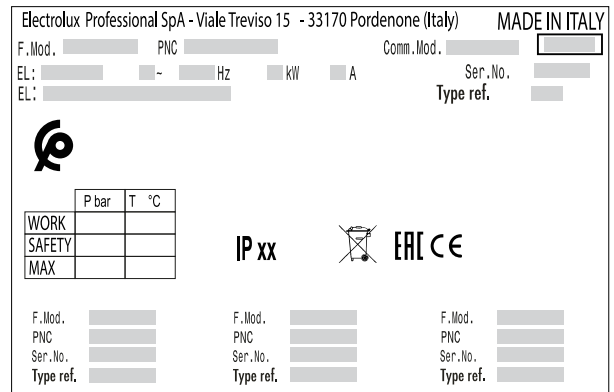 Electrolux Professional SpA - Viale Treviso 15 - 33170 Pordenone (Italy) MADE IN ITALY
F.Mod. PNC Comm.Mod.
EL: ~ Hz kW A Ser.No.
EL: Type ref.
P bar T °C
WORK
SAFETY
MAX
IP xx EAC CE
F.Mod. F.Mod. F.Mod.
PNC PNC PNC
Ser.No. Ser.No. Ser.No.
Type ref. Type ref. Type ref.